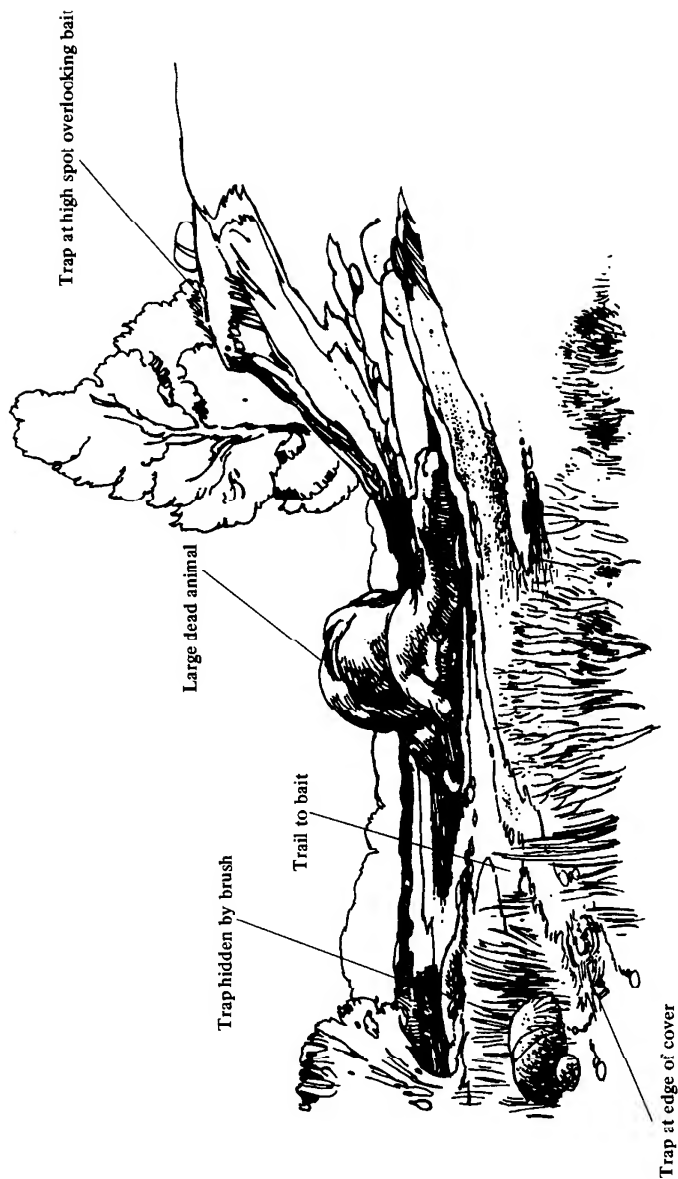 Trap at high spot overlooking bait
Large dead animal
Trap hidden by brush
Trail to bait
Trap at edge of cover